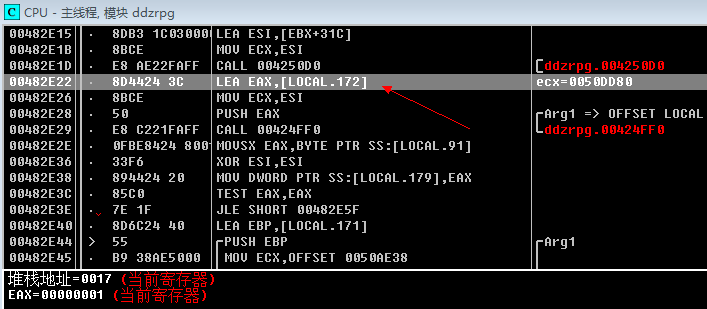 C CPU - 主线程, 模块 ddzrpg
00482E15 · 8DB3 1C03000 LEA ESI,[EBX+31C]
00482E1B · 8BCE MOV ECX,ESI
00482E1D · E8 AE22FAFF CALL 004250D0 ddzrpg.004250D0
00482E22 · 8D4424 3C LEA EAX,[LOCAL.172] ecx=0050DD80
00482E26 · 8BCE MOV ECX,ESI
00482E28 · 50 PUSH EAX Arg1 => OFFSET LOCAL
00482E29 · E8 C221FAFF CALL 00424FF0 ddzrpg.00424FF0
00482E2E · 0FBE8424 800 MOVSX EAX,BYTE PTR SS:[LOCAL.91]
00482E36 · 33F6 XOR ESI,ESI
00482E38 · 894424 20 MOV DWORD PTR SS:[LOCAL.179],EAX
00482E3C · 85C0 TEST EAX,EAX
00482E3E · 7E 1F JLE SHORT 00482E5F
00482E40 · 8D6C24 40 LEA EBP,[LOCAL.171]
00482E44 > 55 PUSH EBP Arg1
00482E45 · B9 38AE5000 MOV ECX,OFFSET 0050AE38
堆栈地址=0017 (当前寄存器)
EAX=00000001 (当前寄存器)